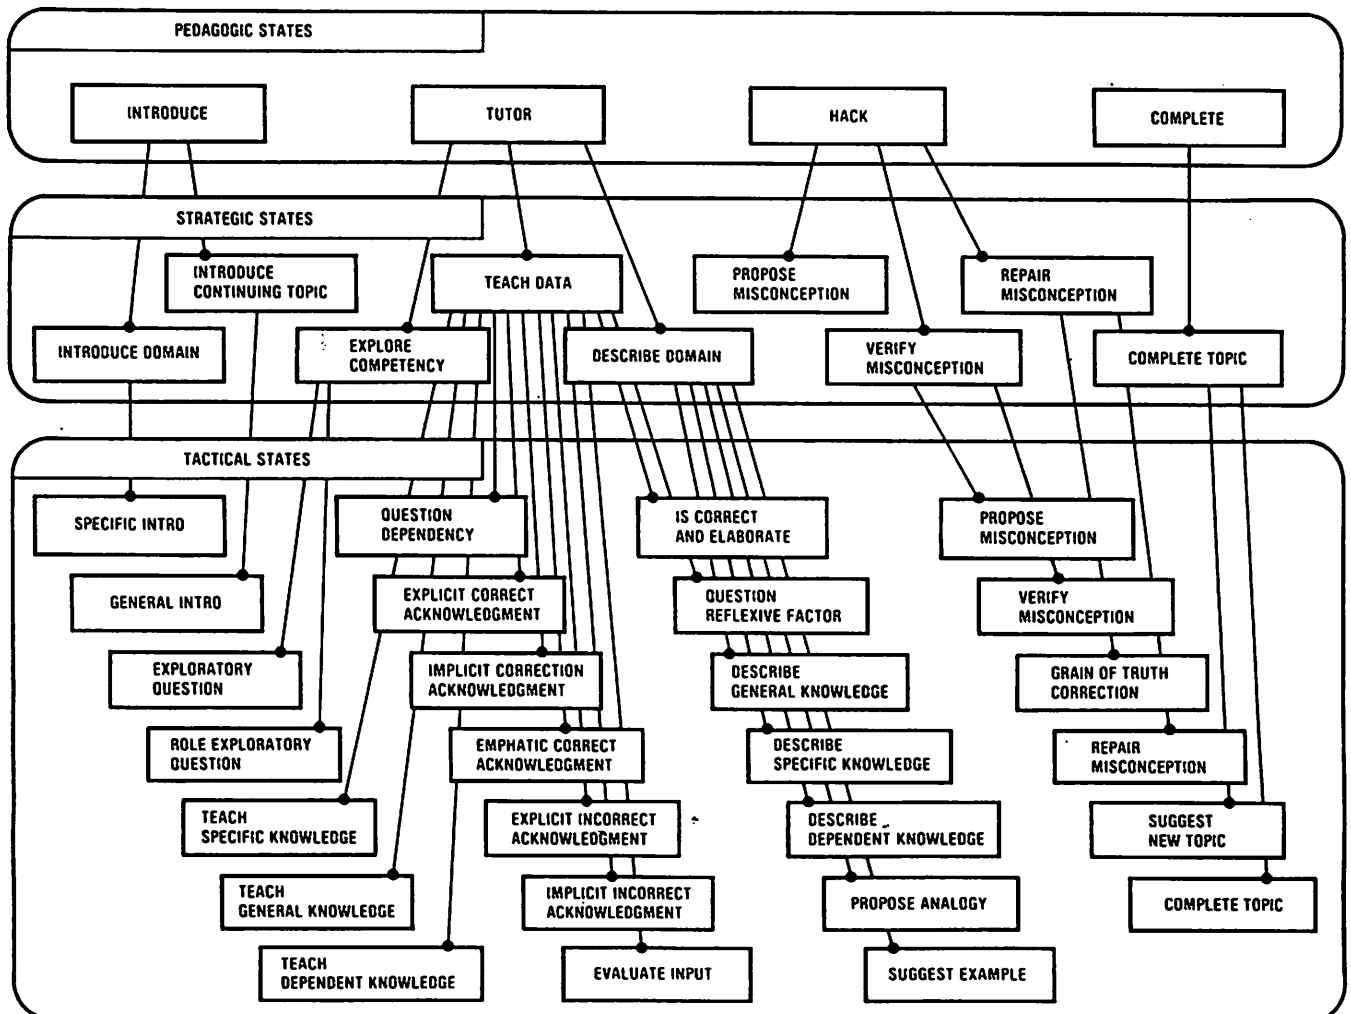 PEDAGOGIC STATES
INTRODUCE
TUTOR
HACK
COMPLETE
STRATEGIC STATES
INTRODUCE
CONTINUING TOPIC
TEACH DATA
PROPOSE
MISCONCEPTION
REPAIR
MISCONCEPTION
INTRODUCE DOMAIN
EXPLORE
COMPETENCY
DESCRIBE DOMAIN
VERIFY
MISCONCEPTION
COMPLETE TOPIC
TACTICAL STATES
SPECIFIC INTRO
QUESTION
DEPENDENCY
IS CORRECT
AND ELABORATE
PROPOSE
MISCONCEPTION
GENERAL INTRO
EXPLICIT CORRECT
ACKNOWLEDGMENT
QUESTION
REFLEXIVE FACTOR
VERIFY
MISCONCEPTION
EXPLORATORY
QUESTION
IMPLICIT CORRECTION
ACKNOWLEDGMENT
DESCRIBE
GENERAL KNOWLEDGE
GRAIN OF TRUTH
CORRECTION
ROLE EXPLORATORY
QUESTION
EMPHATIC CORRECT
ACKNOWLEDGMENT
DESCRIBE
SPECIFIC KNOWLEDGE
REPAIR
MISCONCEPTION
TEACH
SPECIFIC KNOWLEDGE
EXPLICIT INCORRECT
ACKNOWLEDGMENT
DESCRIBE
DEPENDENT KNOWLEDGE
SUGGEST
NEW TOPIC
TEACH
GENERAL KNOWLEDGE
IMPLICIT INCORRECT
ACKNOWLEDGMENT
PROPOSE ANALOGY
COMPLETE TOPIC
TEACH
DEPENDENT KNOWLEDGE
EVALUATE INPUT
SUGGEST EXAMPLE